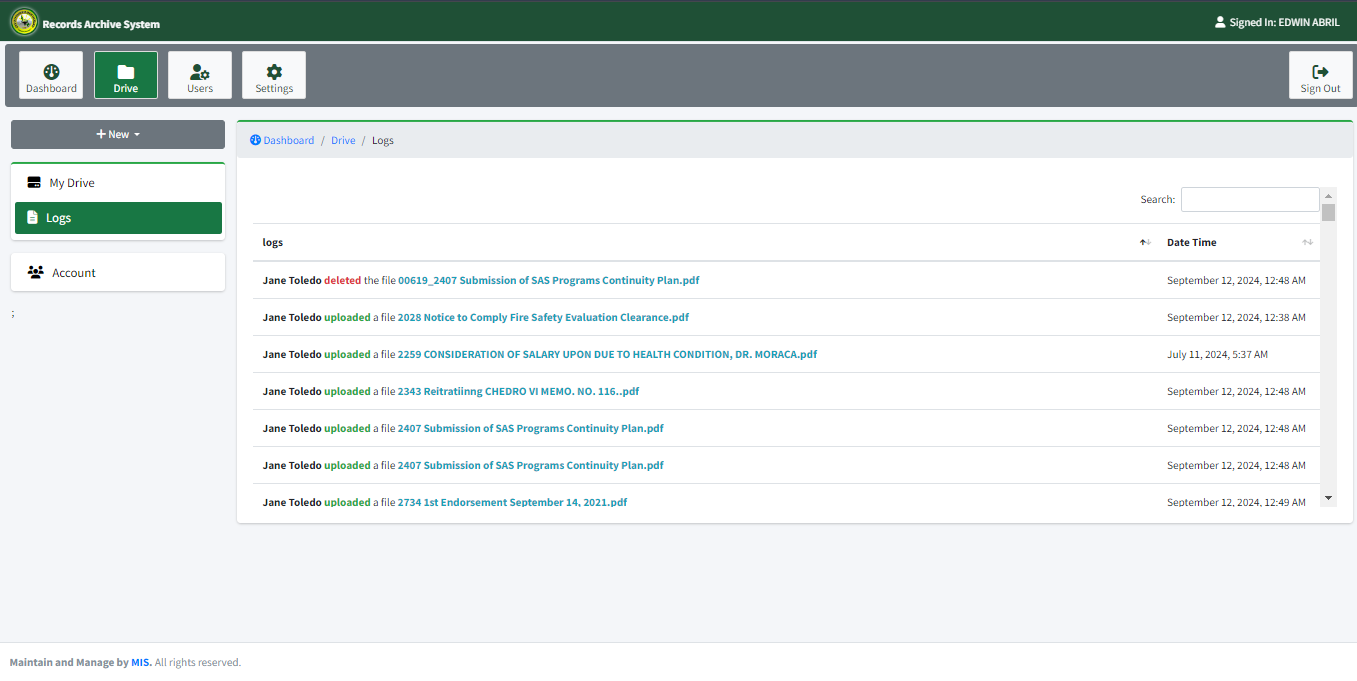 Records Archive System
Signed In: EDWIN ABRIL
Dashboard
Drive
Users
Settings
Sign Out
New
My Drive
Logs
Account
;
Dashboard / Drive / Logs
Search:
logs Date Time
Jane Toledo deleted the file 00619_2407 Submission of SAS Programs Continuity Plan.pdf September 12, 2024, 12:48 AM
Jane Toledo uploaded a file 2028 Notice to Comply Fire Safety Evaluation Clearance.pdf September 12, 2024, 12:38 AM
Jane Toledo uploaded a file 2259 CONSIDERATION OF SALARY UPON DUE TO HEALTH CONDITION, DR. MORACA.pdf July 11, 2024, 5:37 AM
Jane Toledo uploaded a file 2343 Reitratiinng CHEDRO VI MEMO. NO. 116..pdf September 12, 2024, 12:48 AM
Jane Toledo uploaded a file 2407 Submission of SAS Programs Continuity Plan.pdf September 12, 2024, 12:48 AM
Jane Toledo uploaded a file 2407 Submission of SAS Programs Continuity Plan.pdf September 12, 2024, 12:48 AM
Jane Toledo uploaded a file 2734 1st Endorsement September 14, 2021.pdf September 12, 2024, 12:49 AM
Maintain and Manage by MIS. All rights reserved.